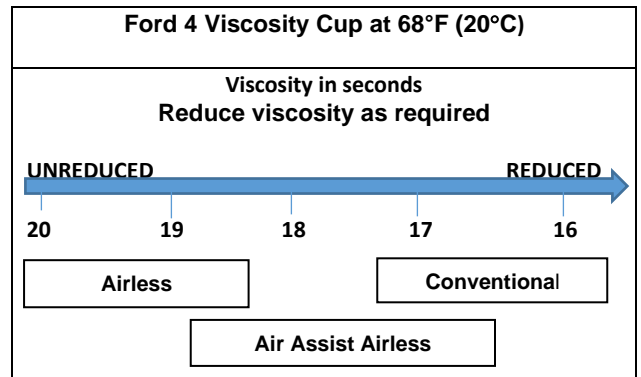 Ford 4 Viscosity Cup at 68°F (20°C)
Viscosity in seconds
Reduce viscosity as required
UNREDUCED REDUCED
20 19 18 17 16
Airless Conventional
Air Assist Airless